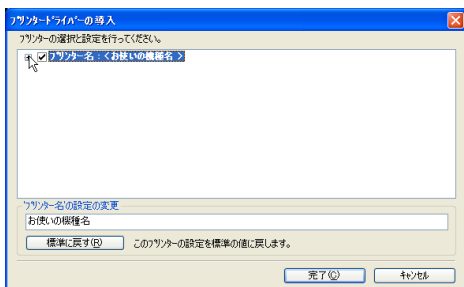 プリンタードライバーの導入
プリンターの選択と設定を行ってください。
プリンター名：＜お使いの機種名＞
'プリンター名'の設定の変更
お使いの機種名
標準に戻す(R) このプリンターの設定を標準の値に戻します。
完了(C) キャンセル